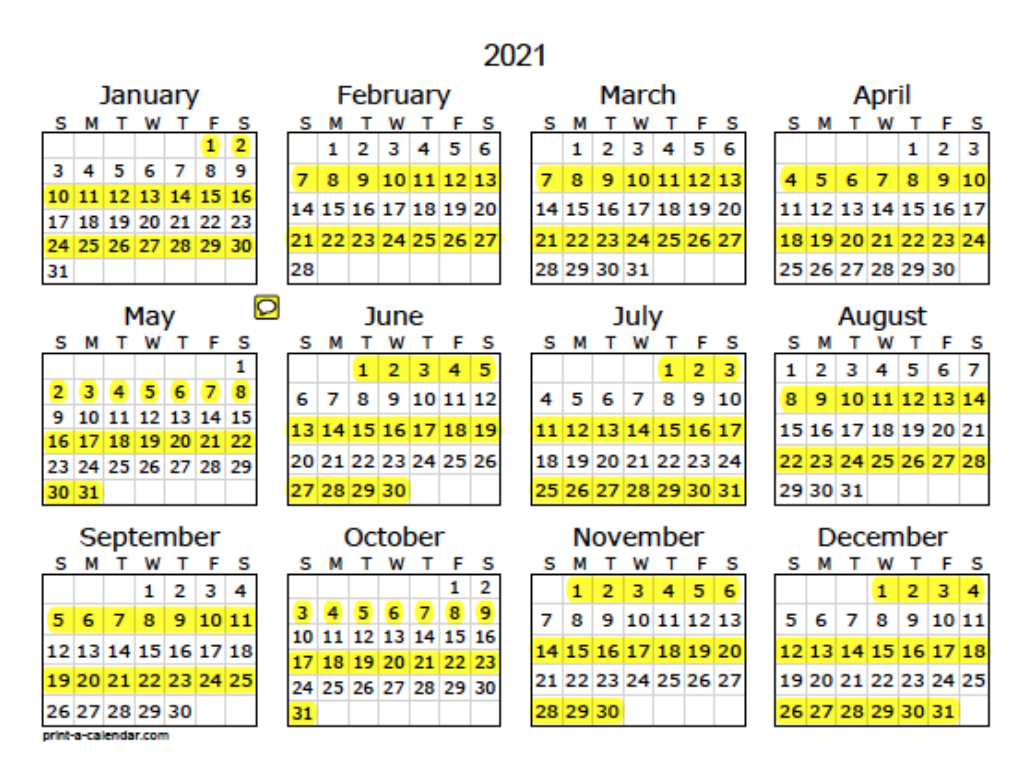 2021
January February March April
S M T W T F S S M T W T F S S M T W T F S S M T W T F S
1 2 1 2 3 4 5 6 1 2 3 4 5 6 1 2 3
3 4 5 6 7 8 9 7 8 9 10 11 12 13 7 8 9 10 11 12 13 4 5 6 7 8 9 10
10 11 12 13 14 15 16 14 15 16 17 18 19 20 14 15 16 17 18 19 20 11 12 13 14 15 16 17
17 18 19 20 21 22 23 21 22 23 24 25 26 27 21 22 23 24 25 26 27 18 19 20 21 22 23 24
24 25 26 27 28 29 30 28 28 29 30 31 25 26 27 28 29 30
31
May June July August
S M T W T F S S M T W T F S S M T W T F S S M T W T F S
1 1 2 3 4 5 1 2 3 1 2 3 4 5 6 7
2 3 4 5 6 7 8 6 7 8 9 10 11 12 4 5 6 7 8 9 10 8 9 10 11 12 13 14
9 10 11 12 13 14 15 13 14 15 16 17 18 19 11 12 13 14 15 16 17 15 16 17 18 19 20 21
16 17 18 19 20 21 22 20 21 22 23 24 25 26 18 19 20 21 22 23 24 22 23 24 25 26 27 28
23 24 25 26 27 28 29 27 28 29 30 25 26 27 28 29 30 31 29 30 31
30 31
September October November December
S M T W T F S S M T W T F S S M T W T F S S M T W T F S
1 2 3 4 1 2 1 2 3 4 5 6 1 2 3 4
5 6 7 8 9 10 11 3 4 5 6 7 8 9 7 8 9 10 11 12 13 5 6 7 8 9 10 11
12 13 14 15 16 17 18 10 11 12 13 14 15 16 14 15 16 17 18 19 20 12 13 14 15 16 17 18
19 20 21 22 23 24 25 17 18 19 20 21 22 23 21 22 23 24 25 26 27 19 20 21 22 23 24 25
26 27 28 29 30 24 25 26 27 28 29 30 28 29 30 26 27 28 29 30 31
31
print-a-calendar.com